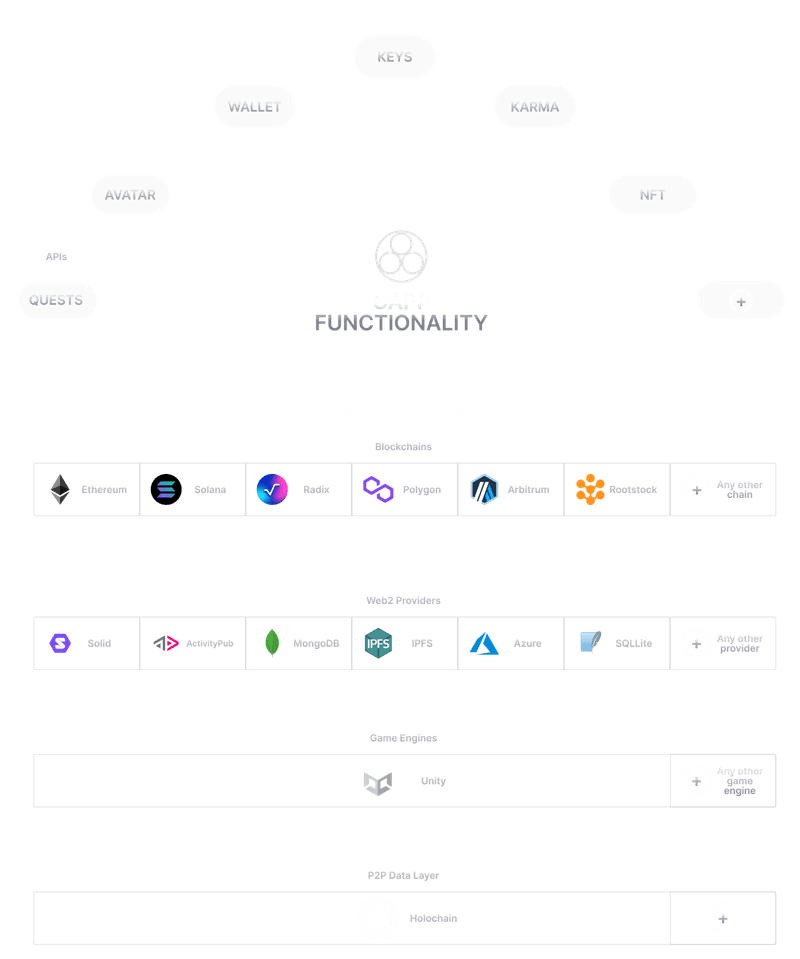 KEYS
WALLET
KARMA
AVATAR
NFT
APIs
QUESTS
+
OAPP
FUNCTIONALITY
Blockchains
Ethereum
Solana
Radix
Polygon
Arbitrum
Rootstock
+
Any other
chain
Web2 Providers
Solid
ActivityPub
MongoDB
IPFS
IPFS
Azure
SQLLite
+
Any other
provider
Game Engines
Unity
+
Any other
game
engine
P2P Data Layer
Holochain
+